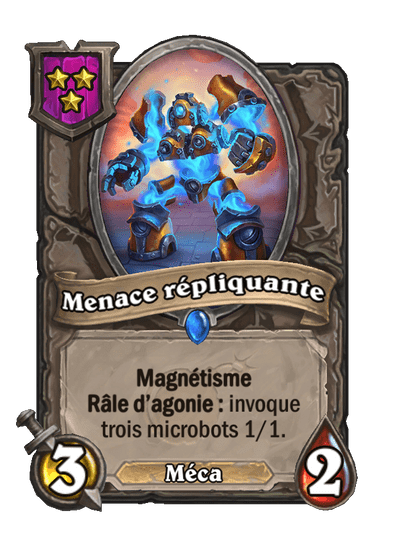 Menace répliquante
Magnétisme
Râle d'agonie : invoque
trois microbots 1/1.
3
Méca
2